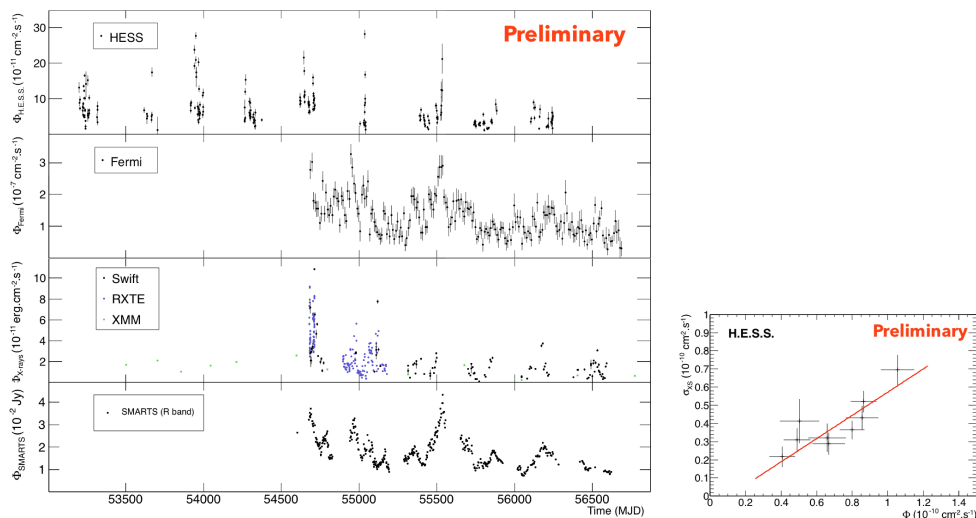 HESS
Preliminary
Φ_H.E.S.S. (10⁻¹¹ cm⁻².s⁻¹)
30
20
10
Fermi
Φ_Fermi (10⁻⁷ cm⁻².s⁻¹)
3
2
1
Swift
RXTE
XMM
Φ_X-rays (10⁻¹¹ erg.cm⁻².s⁻¹)
10
8
6
4
2
SMARTS (R band)
Φ_SMARTS (10⁻² Jy)
4
3
2
1
53500 54000 54500 55000 55500 56000 56500
Time (MJD)
H.E.S.S.
Preliminary
σ_XS (10⁻¹⁰ cm².s⁻¹)
1
0.9
0.8
0.7
0.6
0.5
0.4
0.3
0.2
0.1
0
0 0.2 0.4 0.6 0.8 1 1.2 1.4
Φ (10⁻¹⁰ cm².s⁻¹)